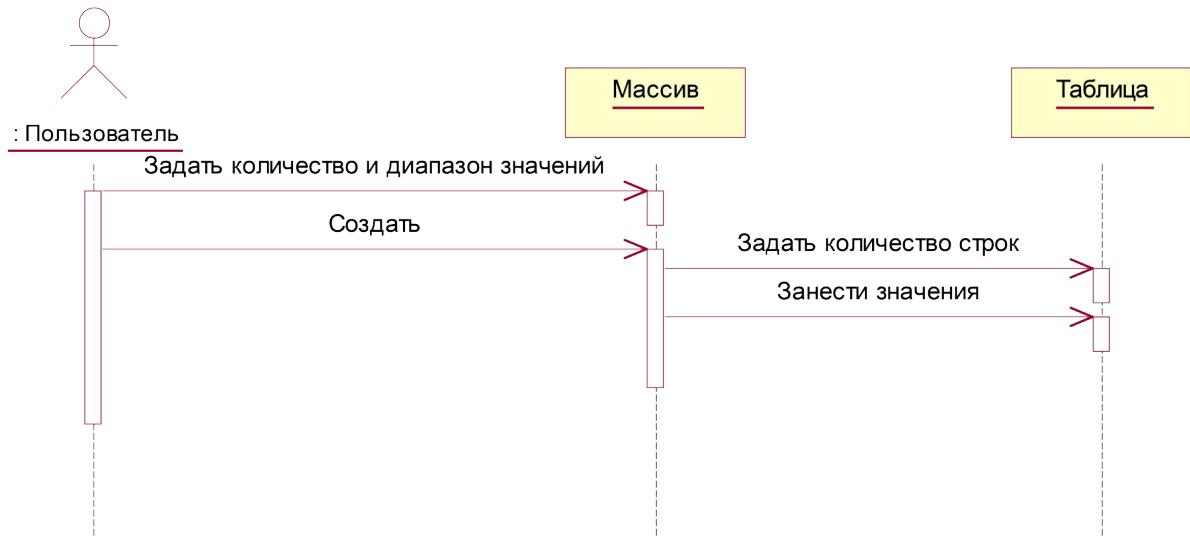 Массив
Таблица
: Пользователь
Задать количество и диапазон значений
Создать
Задать количество строк
Занести значения